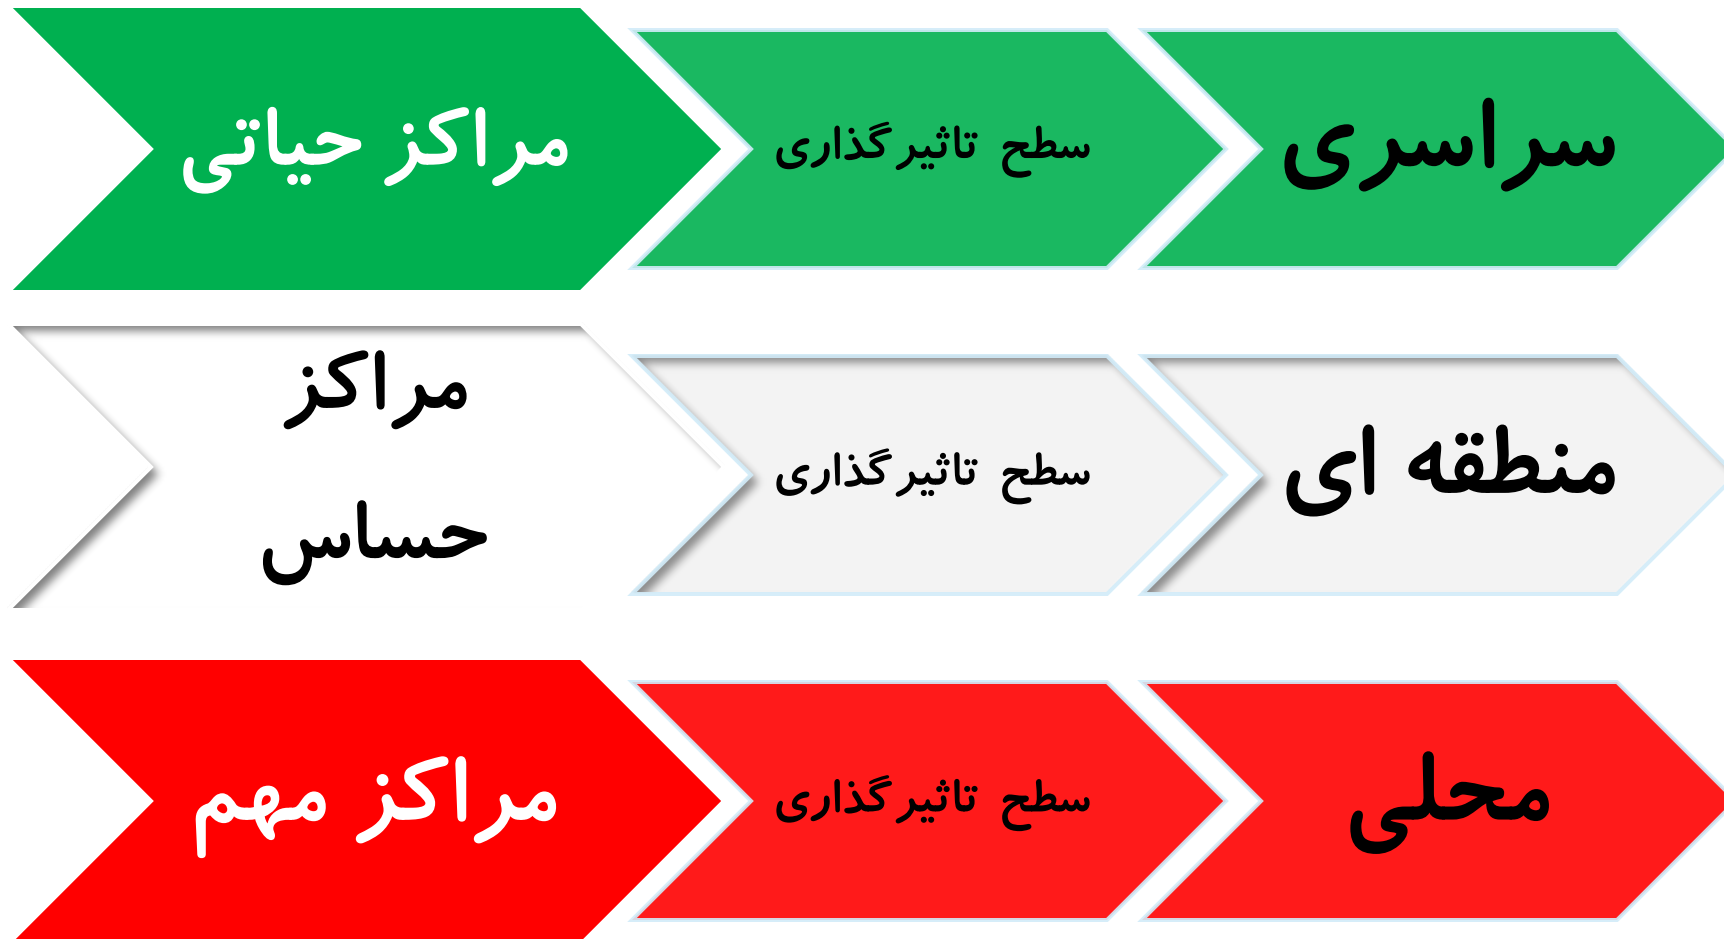 مراکز حیاتی
سطح تاثیرگذاری
سراسری
مراکز
حساس
سطح تاثیرگذاری
منطقه ای
مراکز مهم
سطح تاثیرگذاری
محلی